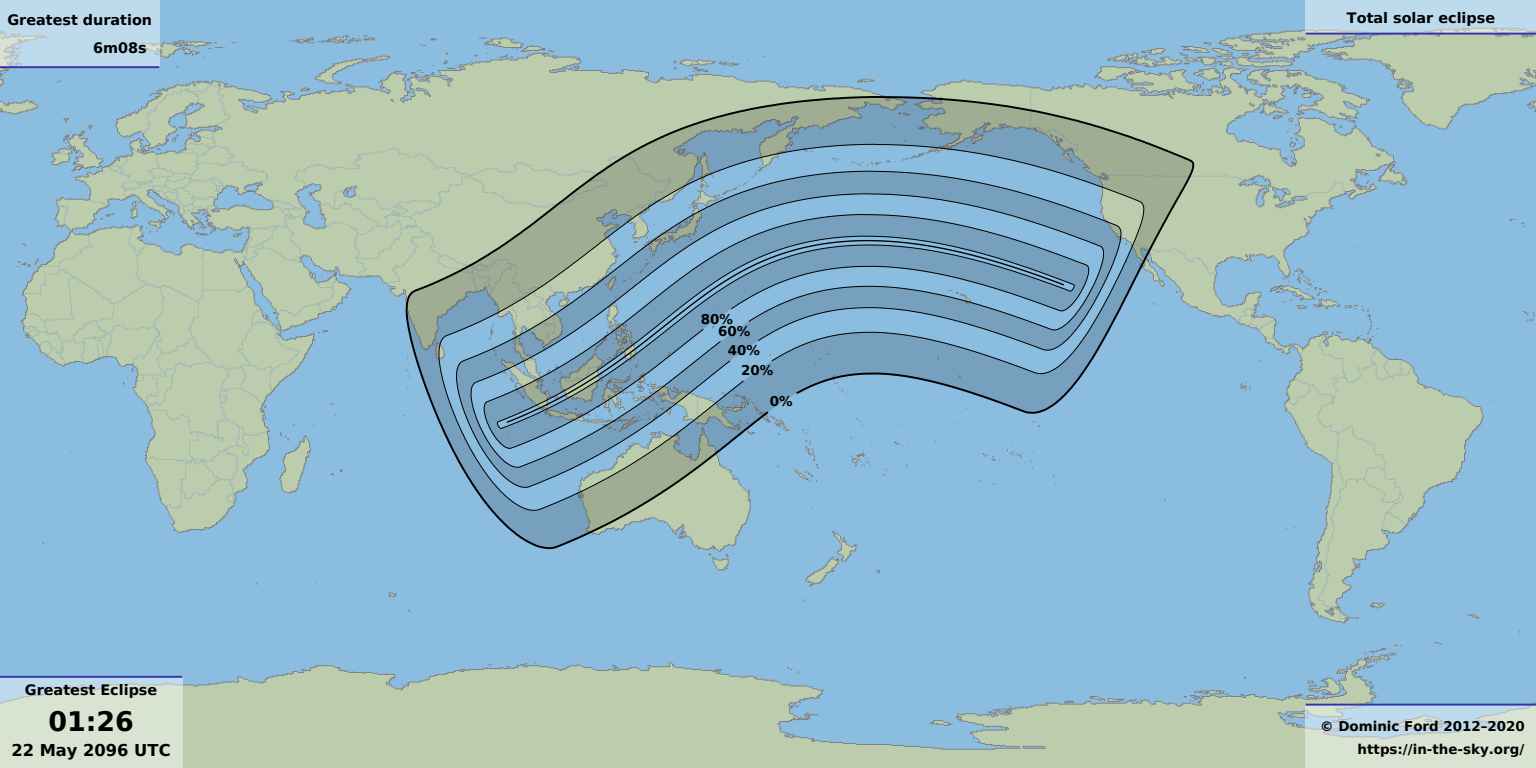 Greatest duration
6m08s
Total solar eclipse
80%
60%
40%
20%
0%
Greatest Eclipse
01:26
22 May 2096 UTC
© Dominic Ford 2012–2020
https://in-the-sky.org/